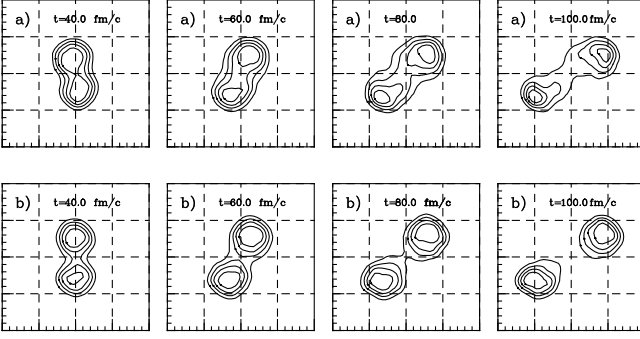 a) t=40.0 fm/c
a) t=60.0 fm/c
a) t=80.0
a) t=100.0 fm/c
b) t=40.0 fm/c
b) t=60.0 fm/c
b) t=80.0 fm/c
b) t=100.0 fm/c